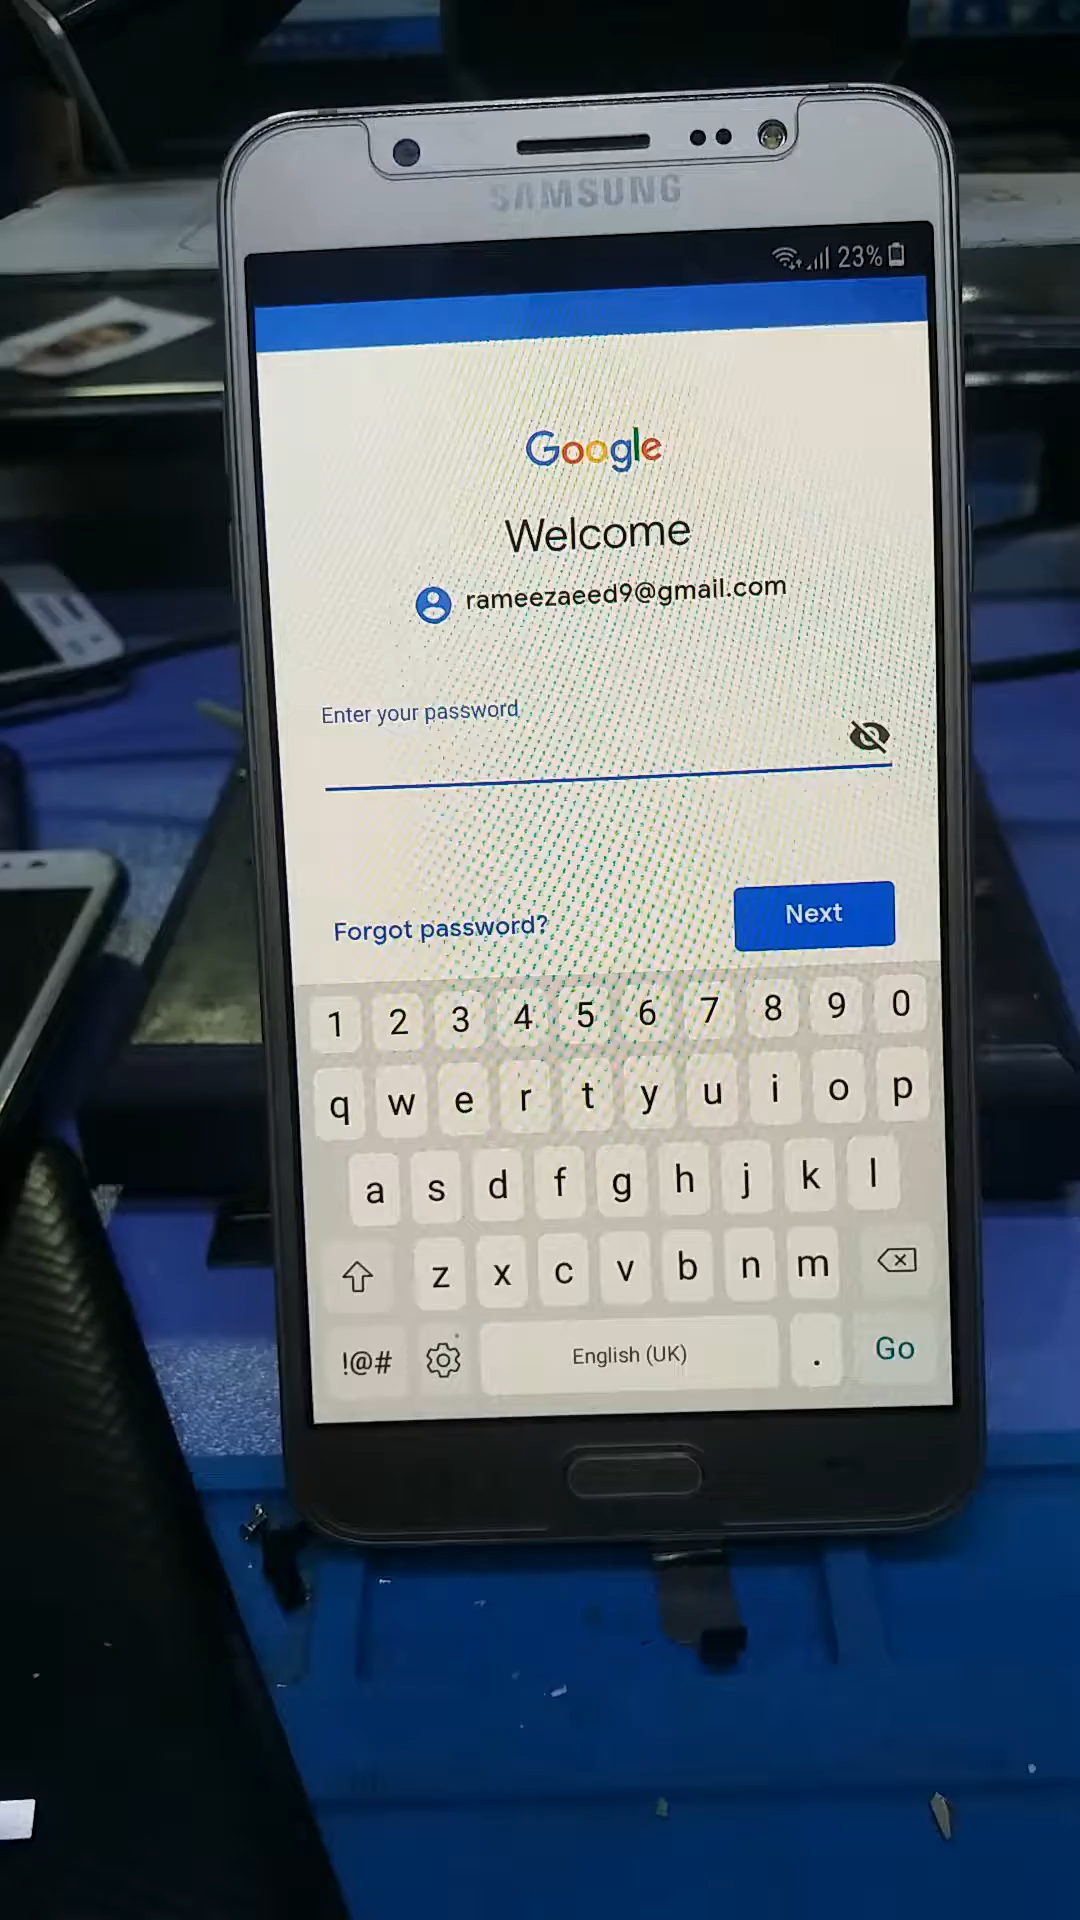 SAMSUNG
23%
Google
Welcome
rameezaeed9@gmail.com
Enter your password
Forgot password?
Next
1 2 3 4 5 6 7 8 9 0
q w e r t y u i o p
a s d f g h j k l
z x c v b n m
!@# English (UK) . Go